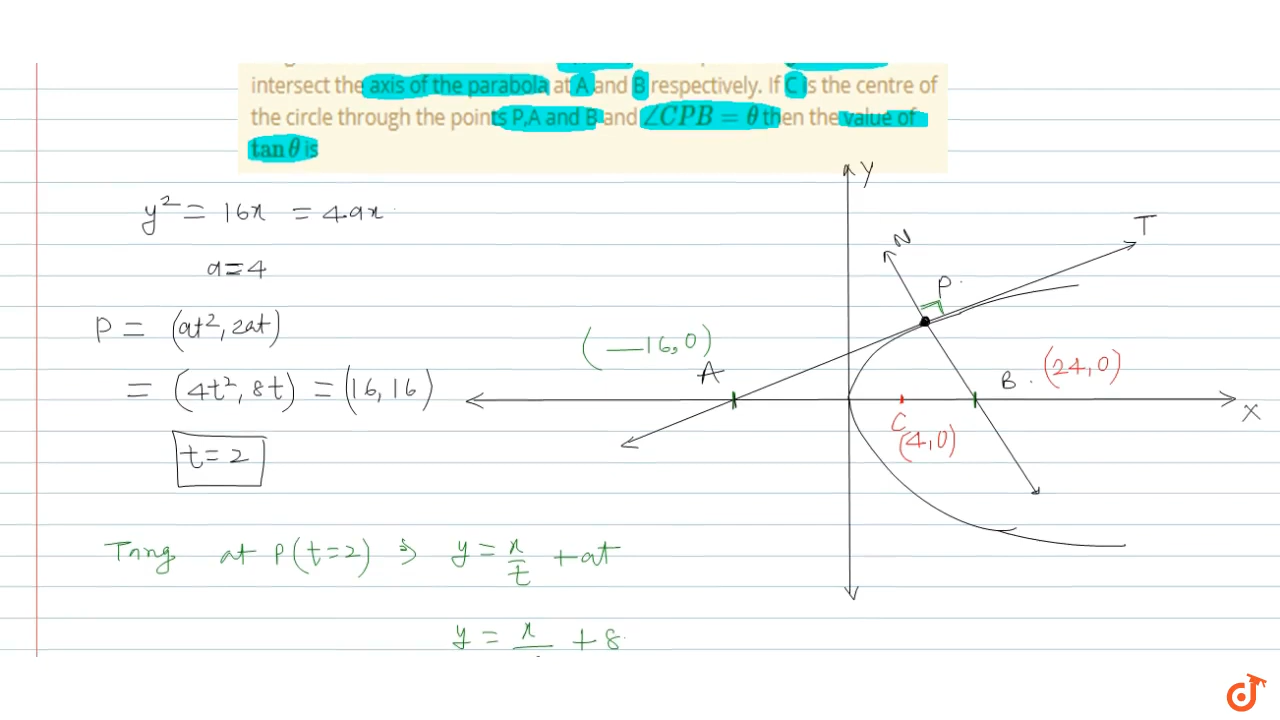 intersect the axis of the parabola at A and B respectively. If C is the centre of
the circle through the points P,A and B and ∠CPB = θ then the value of
tan θ is
y² = 16x = 4.ax
a = 4
P = (at², 2at)
= (4t², 8t) = (16, 16)
t = 2
Tang at P(t=2) ⇒ y = x/t + at
y = x/ + 8
Y
N
T
P
(—16,0)
A
B. (24,0)
X
C
(4,0)